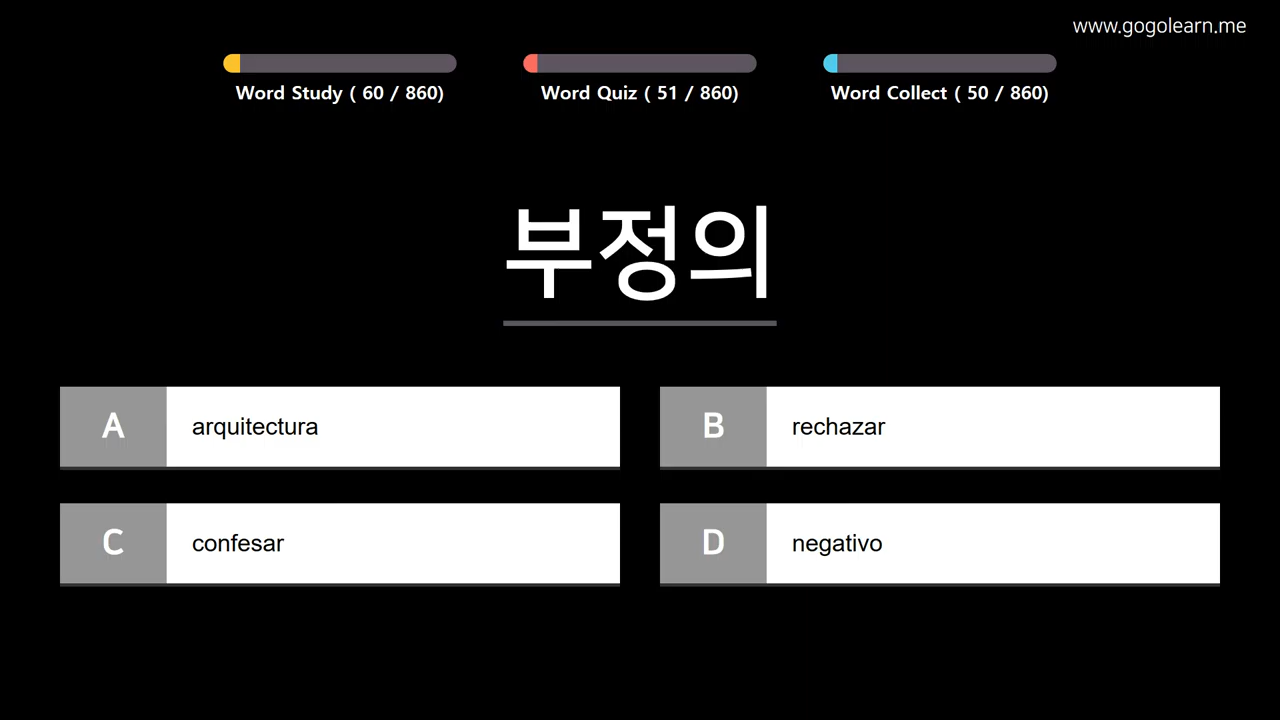 www.gogolearn.me
Word Study ( 60 / 860)
Word Quiz ( 51 / 860)
Word Collect ( 50 / 860)
부정의
A arquitectura
B rechazar
C confesar
D negativo